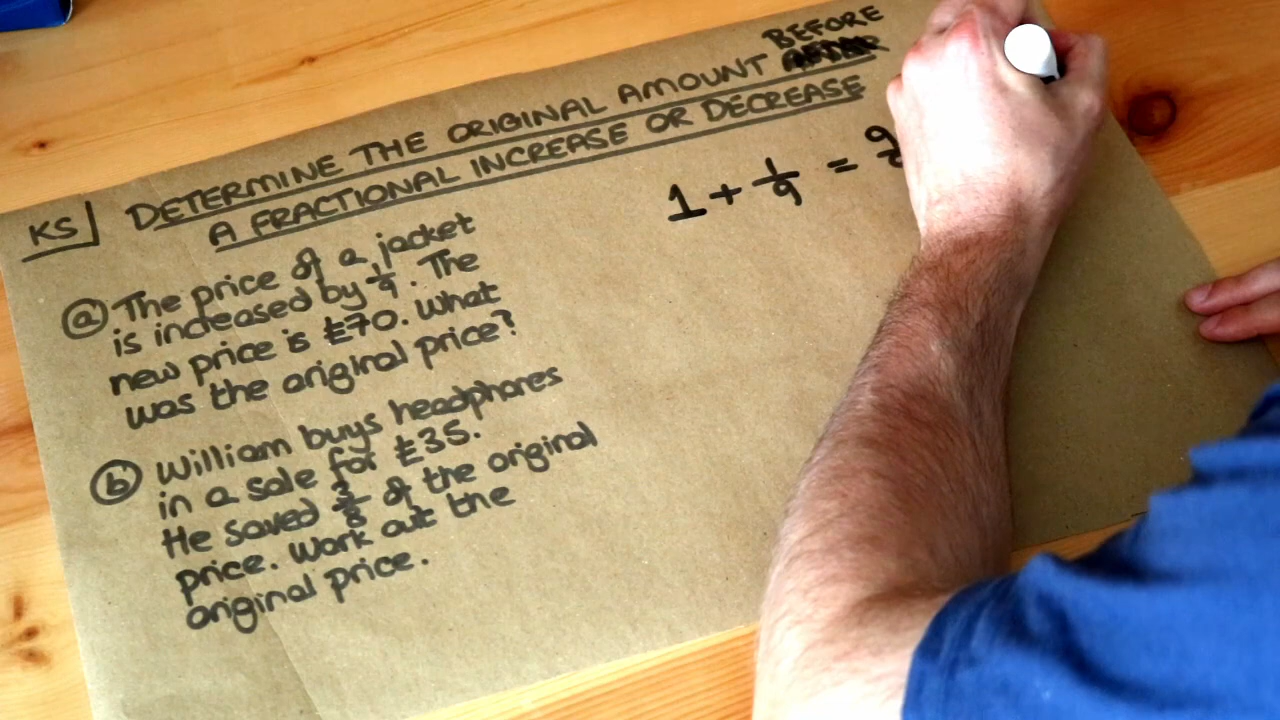 KS
DETERMINE THE ORIGINAL AMOUNT BEFORE
A FRACTIONAL INCREASE OR DECREASE
a The price of a jacket
is increased by 1/9. The
new price is £70. What
was the original price?
b William buys headphones
in a sale for £35.
He saved 3/8 of the original
price. Work out the
original price.
1 + 1/9 =